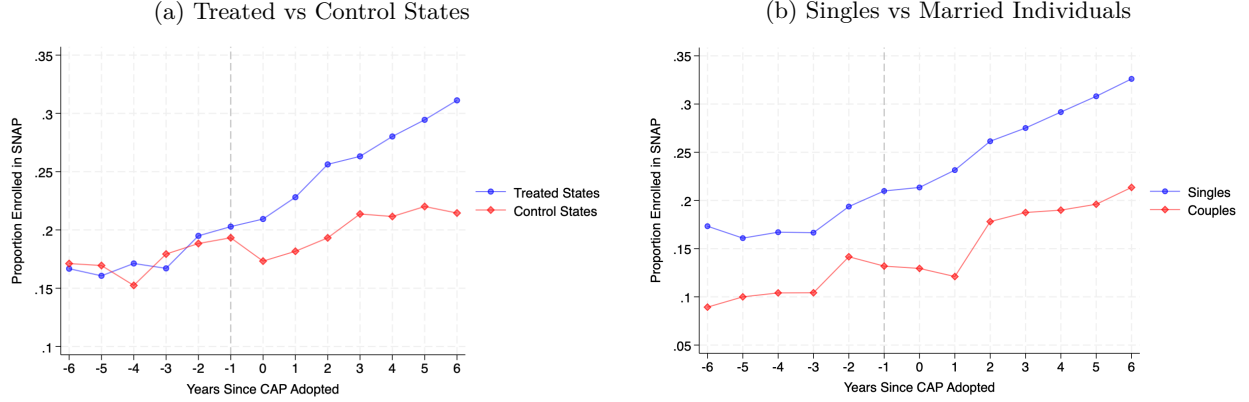 (a) Treated vs Control States
.35
.3
.25
.2
.15
.1
Proportion Enrolled in SNAP
-6 -5 -4 -3 -2 -1 0 1 2 3 4 5 6
Years Since CAP Adopted
Treated States
Control States
(b) Singles vs Married Individuals
.35
.3
.25
.2
.15
.1
.05
Proportion Enrolled in SNAP
-6 -5 -4 -3 -2 -1 0 1 2 3 4 5 6
Years Since CAP Adopted
Singles
Couples